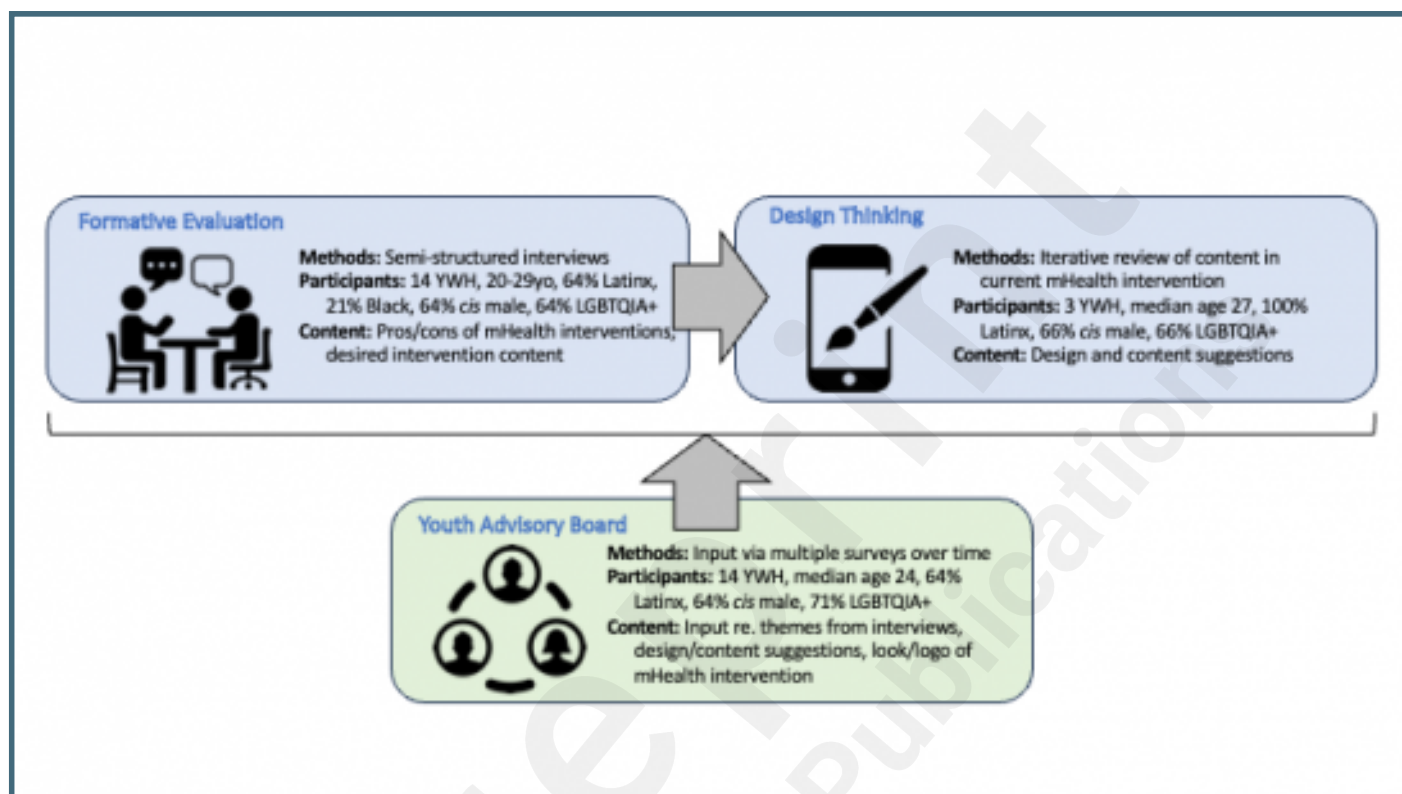 Formative Evaluation
Methods: Semi-structured interviews
Participants: 14 YWH, 20-29yo, 64% Latinx,
21% Black, 64% cis male, 64% LGBTQIA+
Content: Pros/cons of mHealth interventions,
desired intervention content
Design Thinking
Methods: Iterative review of content in
current mHealth intervention
Participants: 3 YWH, median age 27, 100%
Latinx, 66% cis male, 66% LGBTQIA+
Content: Design and content suggestions
Youth Advisory Board
Methods: Input via multiple surveys over time
Participants: 14 YWH, median age 24, 64%
Latinx, 64% cis male, 71% LGBTQIA+
Content: Input re. themes from interviews,
design/content suggestions, look/logo of
mHealth intervention
eprint
Publication